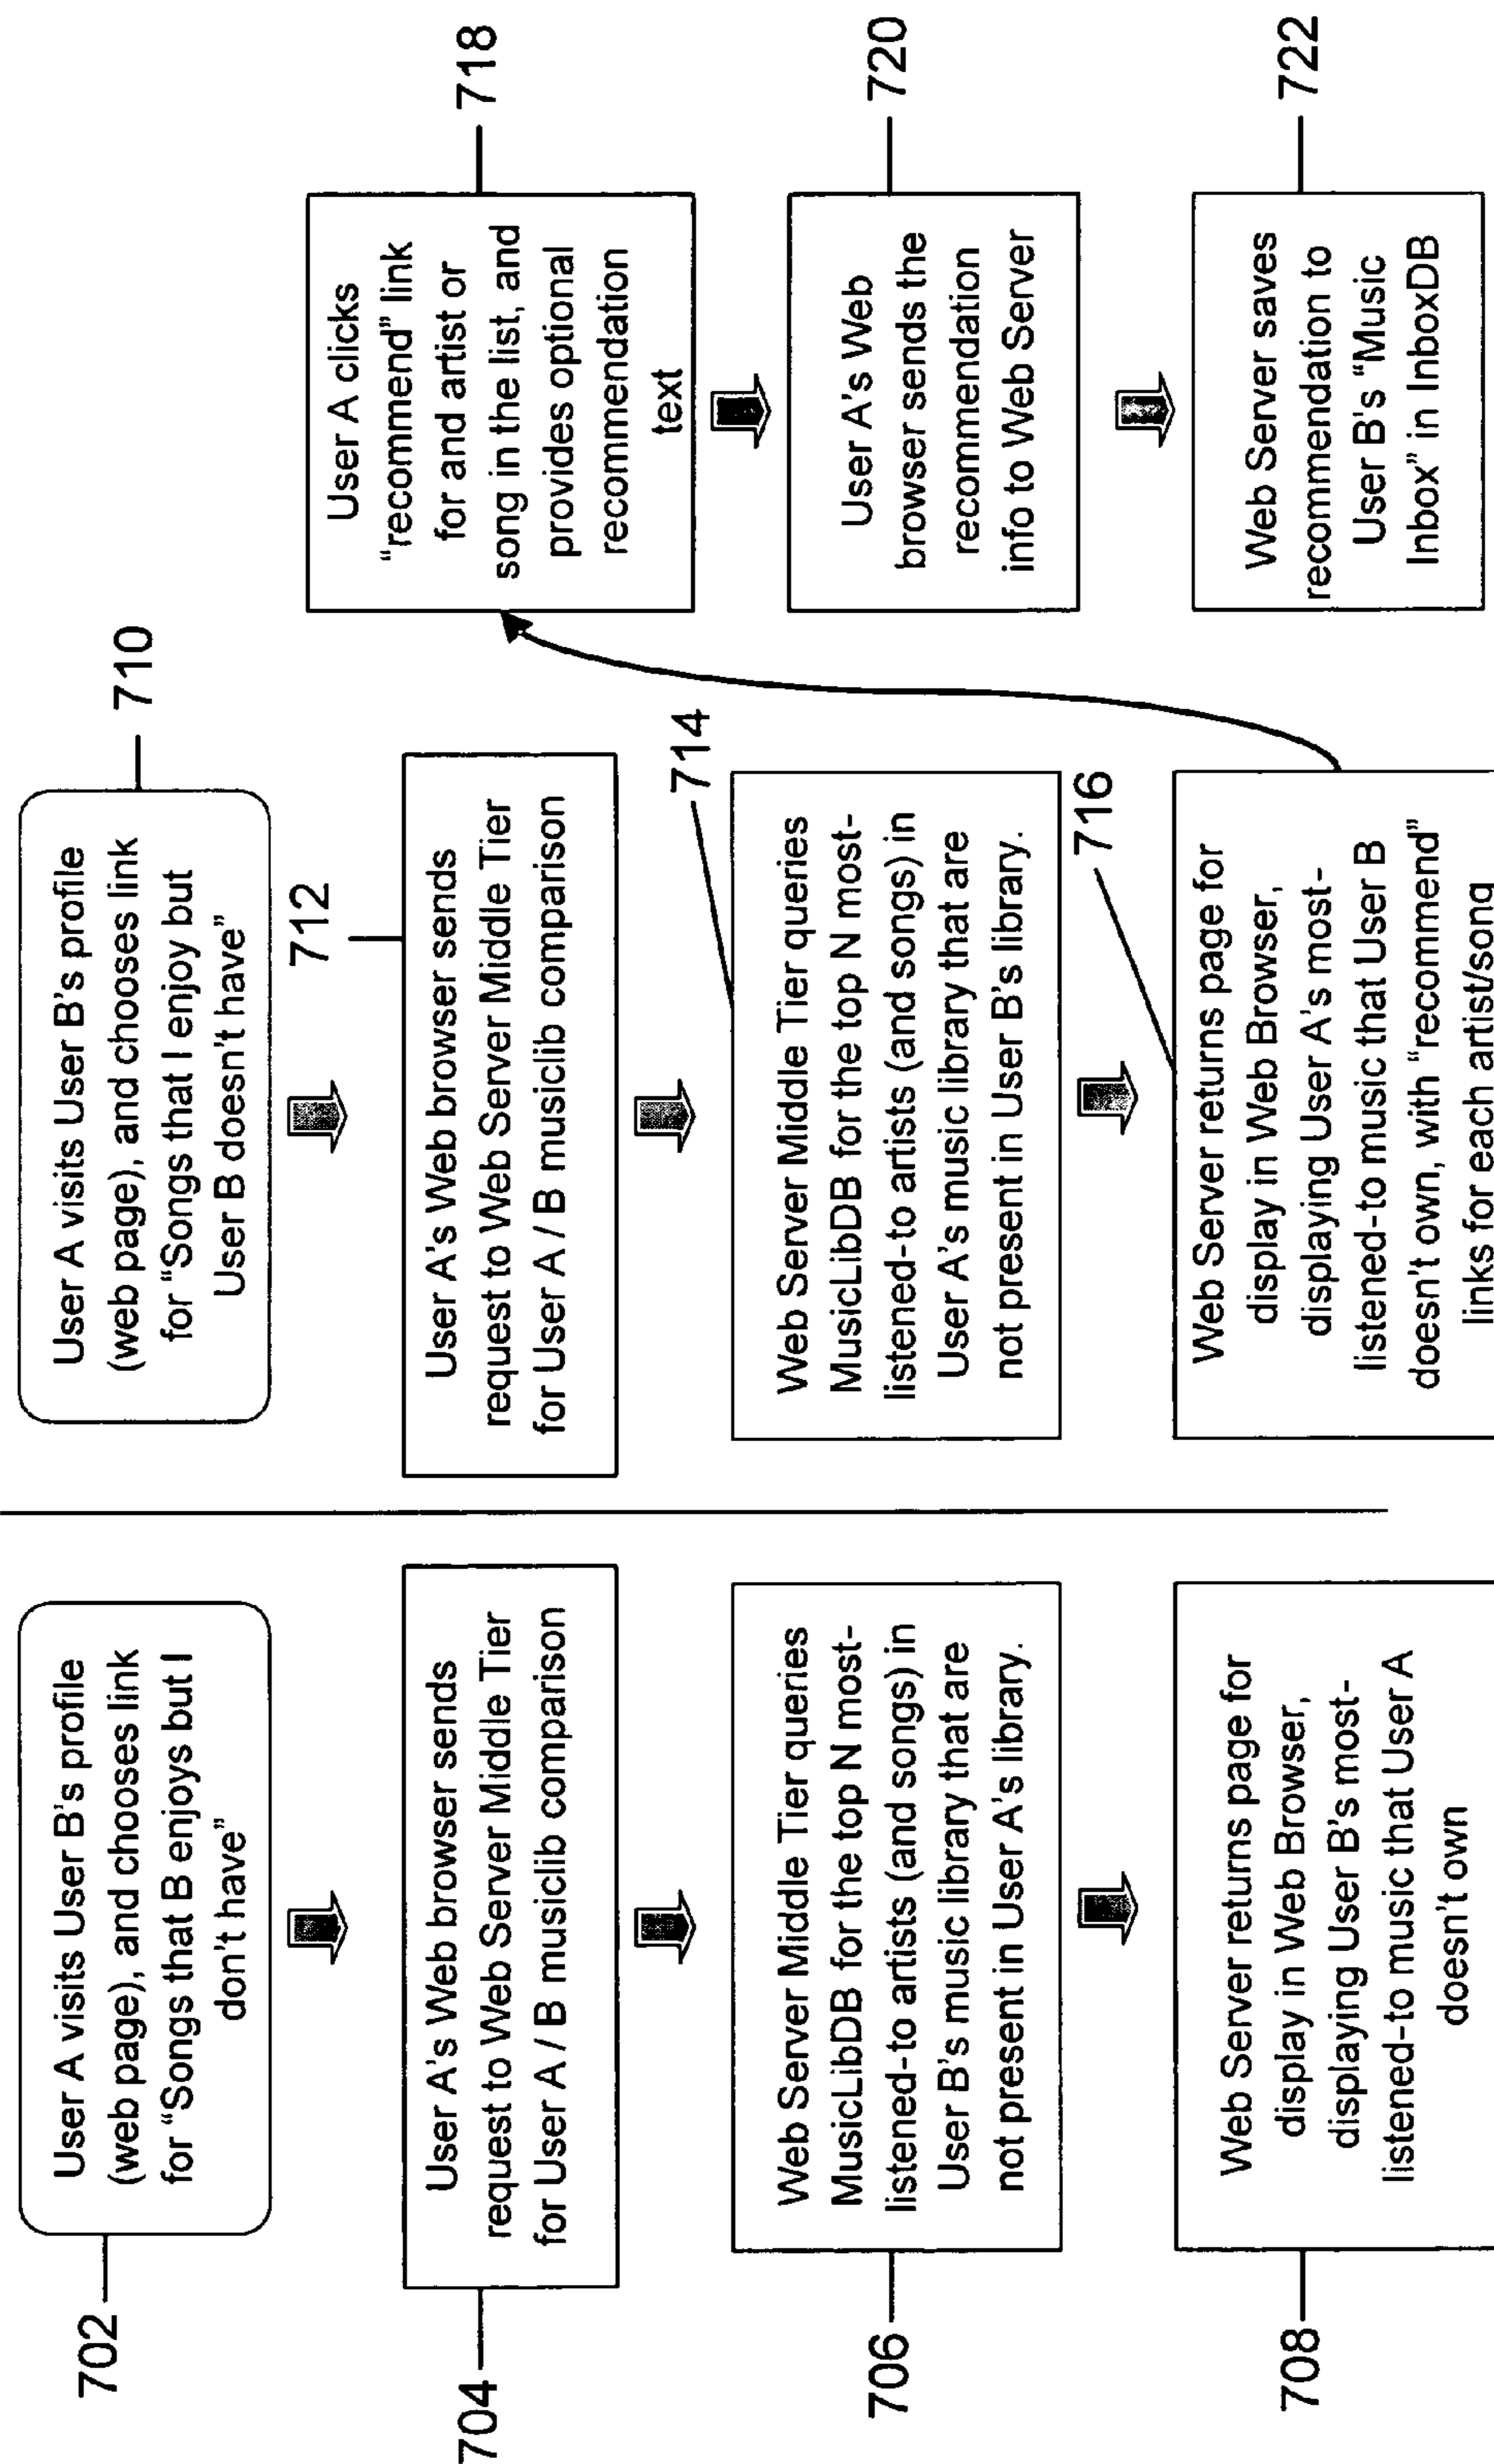 702
User A visits User B's profile
(web page), and chooses link
for “Songs that B enjoys but I
don't have”
704
User A's Web browser sends
request to Web Server Middle Tier
for User A / B music comparison
706
Web Server Middle Tier queries
MusicLibDB for the top N most-
listened-to artists (and songs) in
User B's music library that are
not present in User A's library.
708
Web Server returns page for
display in Web Browser,
displaying User B's most-
listened-to music that User A
doesn't own
710
User A visits User B's profile
(web page), and chooses link
for “Songs that I enjoy but
User B doesn't have”
712
User A's Web browser sends
request to Web Server Middle Tier
for User A / B musiclib comparison
714
Web Server Middle Tier queries
MusicLibDB for the top N most-
listened-to artists (and songs) in
User A's music library that are
not present in User B's library.
716
Web Server returns page for
display in Web Browser,
displaying User A's most-
listened-to music that User B
doesn't own, with “recommend”
links for each artist/song
718
User A clicks
“recommend” link
for and artist or
song in the list, and
provides optional
recommendation
text
720
User A's Web
browser sends the
recommendation
info to Web Server
722
Web Server saves
recommendation to
User B's “Music
Inbox” in InboxDB